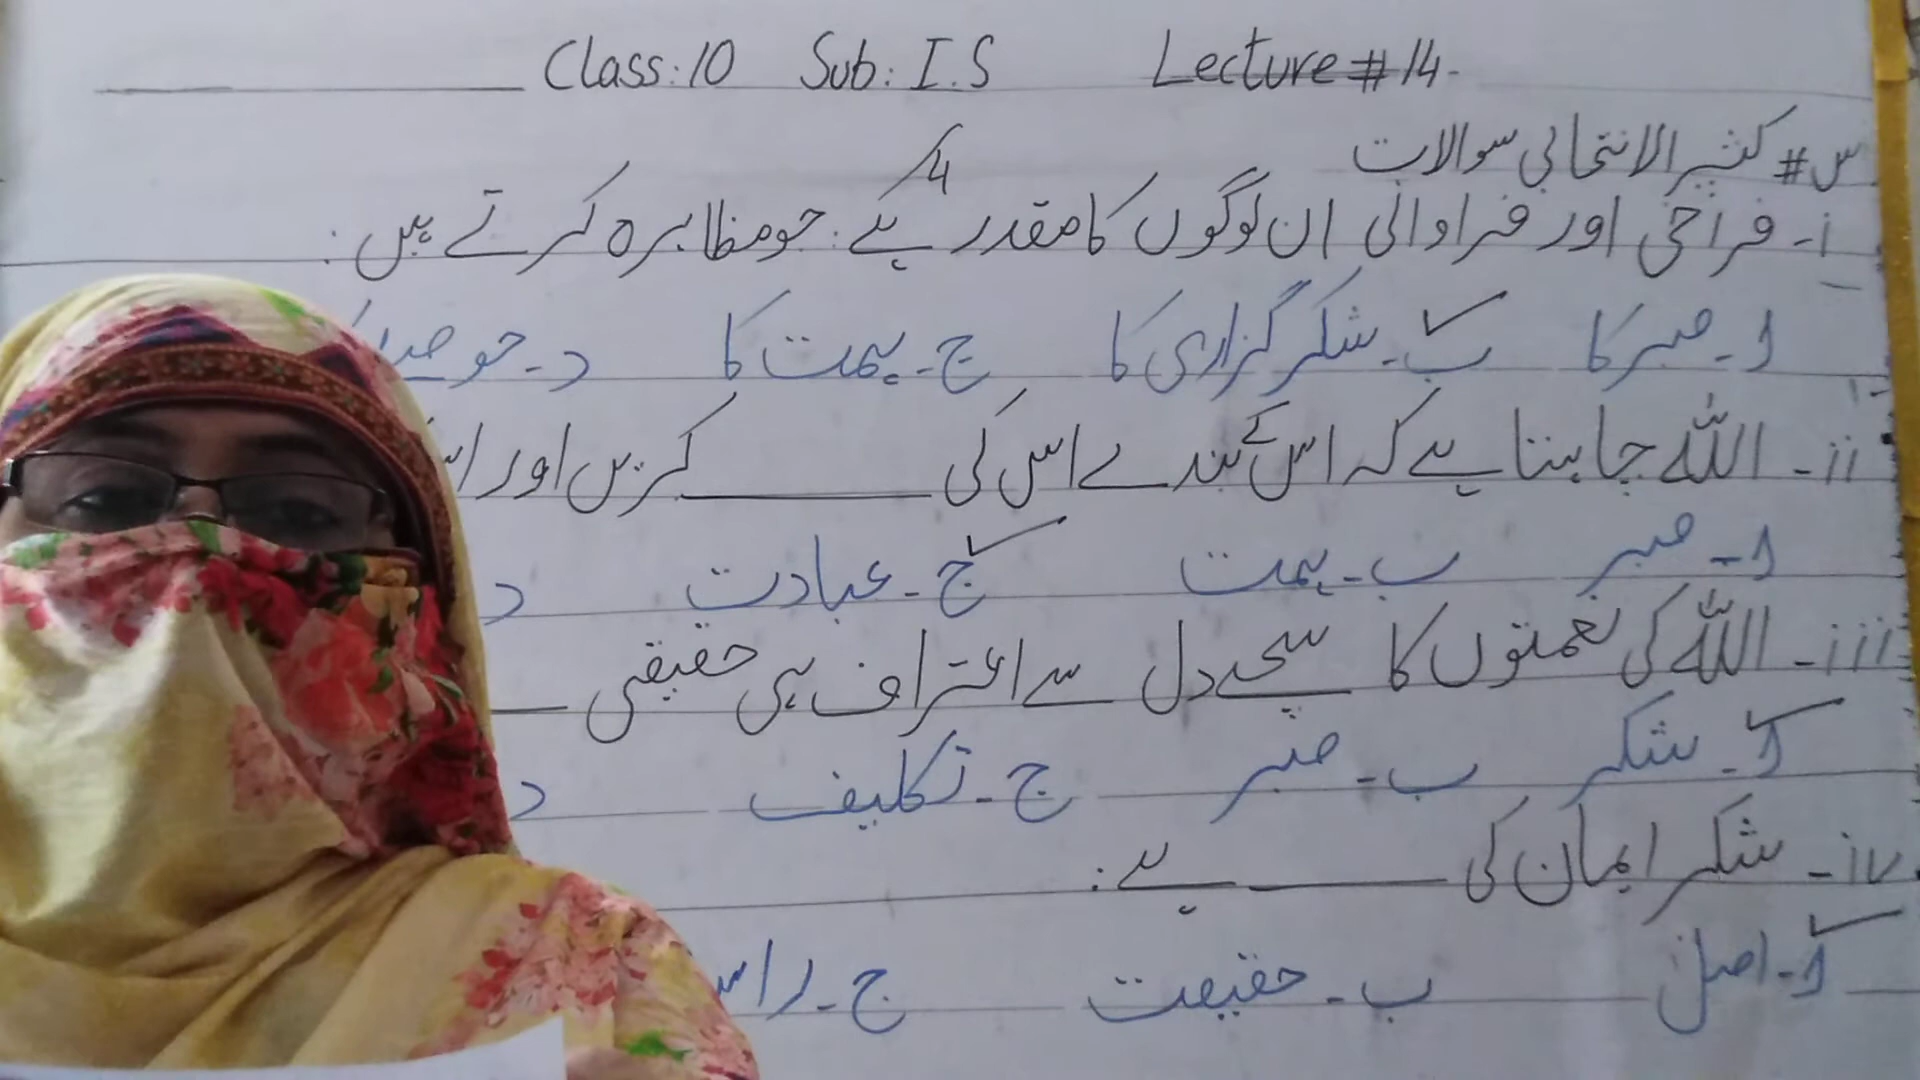 Class: 10 Sub: I.S Lecture # 14
س # کثیر الانتخابی سوالات
4
i۔ فراخی اور فراوانی ان لوگوں کا مقدر ہے جو مظاہرہ کرتے ہیں:
ا۔ صبر کا ب۔ شکر گزاری کا ج۔ ہمت کا د۔
ii۔ اللہ چاہتا ہے کہ اس کے بندے اس کی ______ کریں اور
ا۔ صبر ب۔ ہمت ج۔ عبادت د
iii۔ اللہ کی نعمتوں کا سچے دل سے اعتراف ہی حقیقی ___
ا۔ شکر ب۔ صبر ج۔ تکلیف د
iv۔ شکر ایمان کی ______ ہے:
ا۔ اصل ب۔ حقیقت ج۔